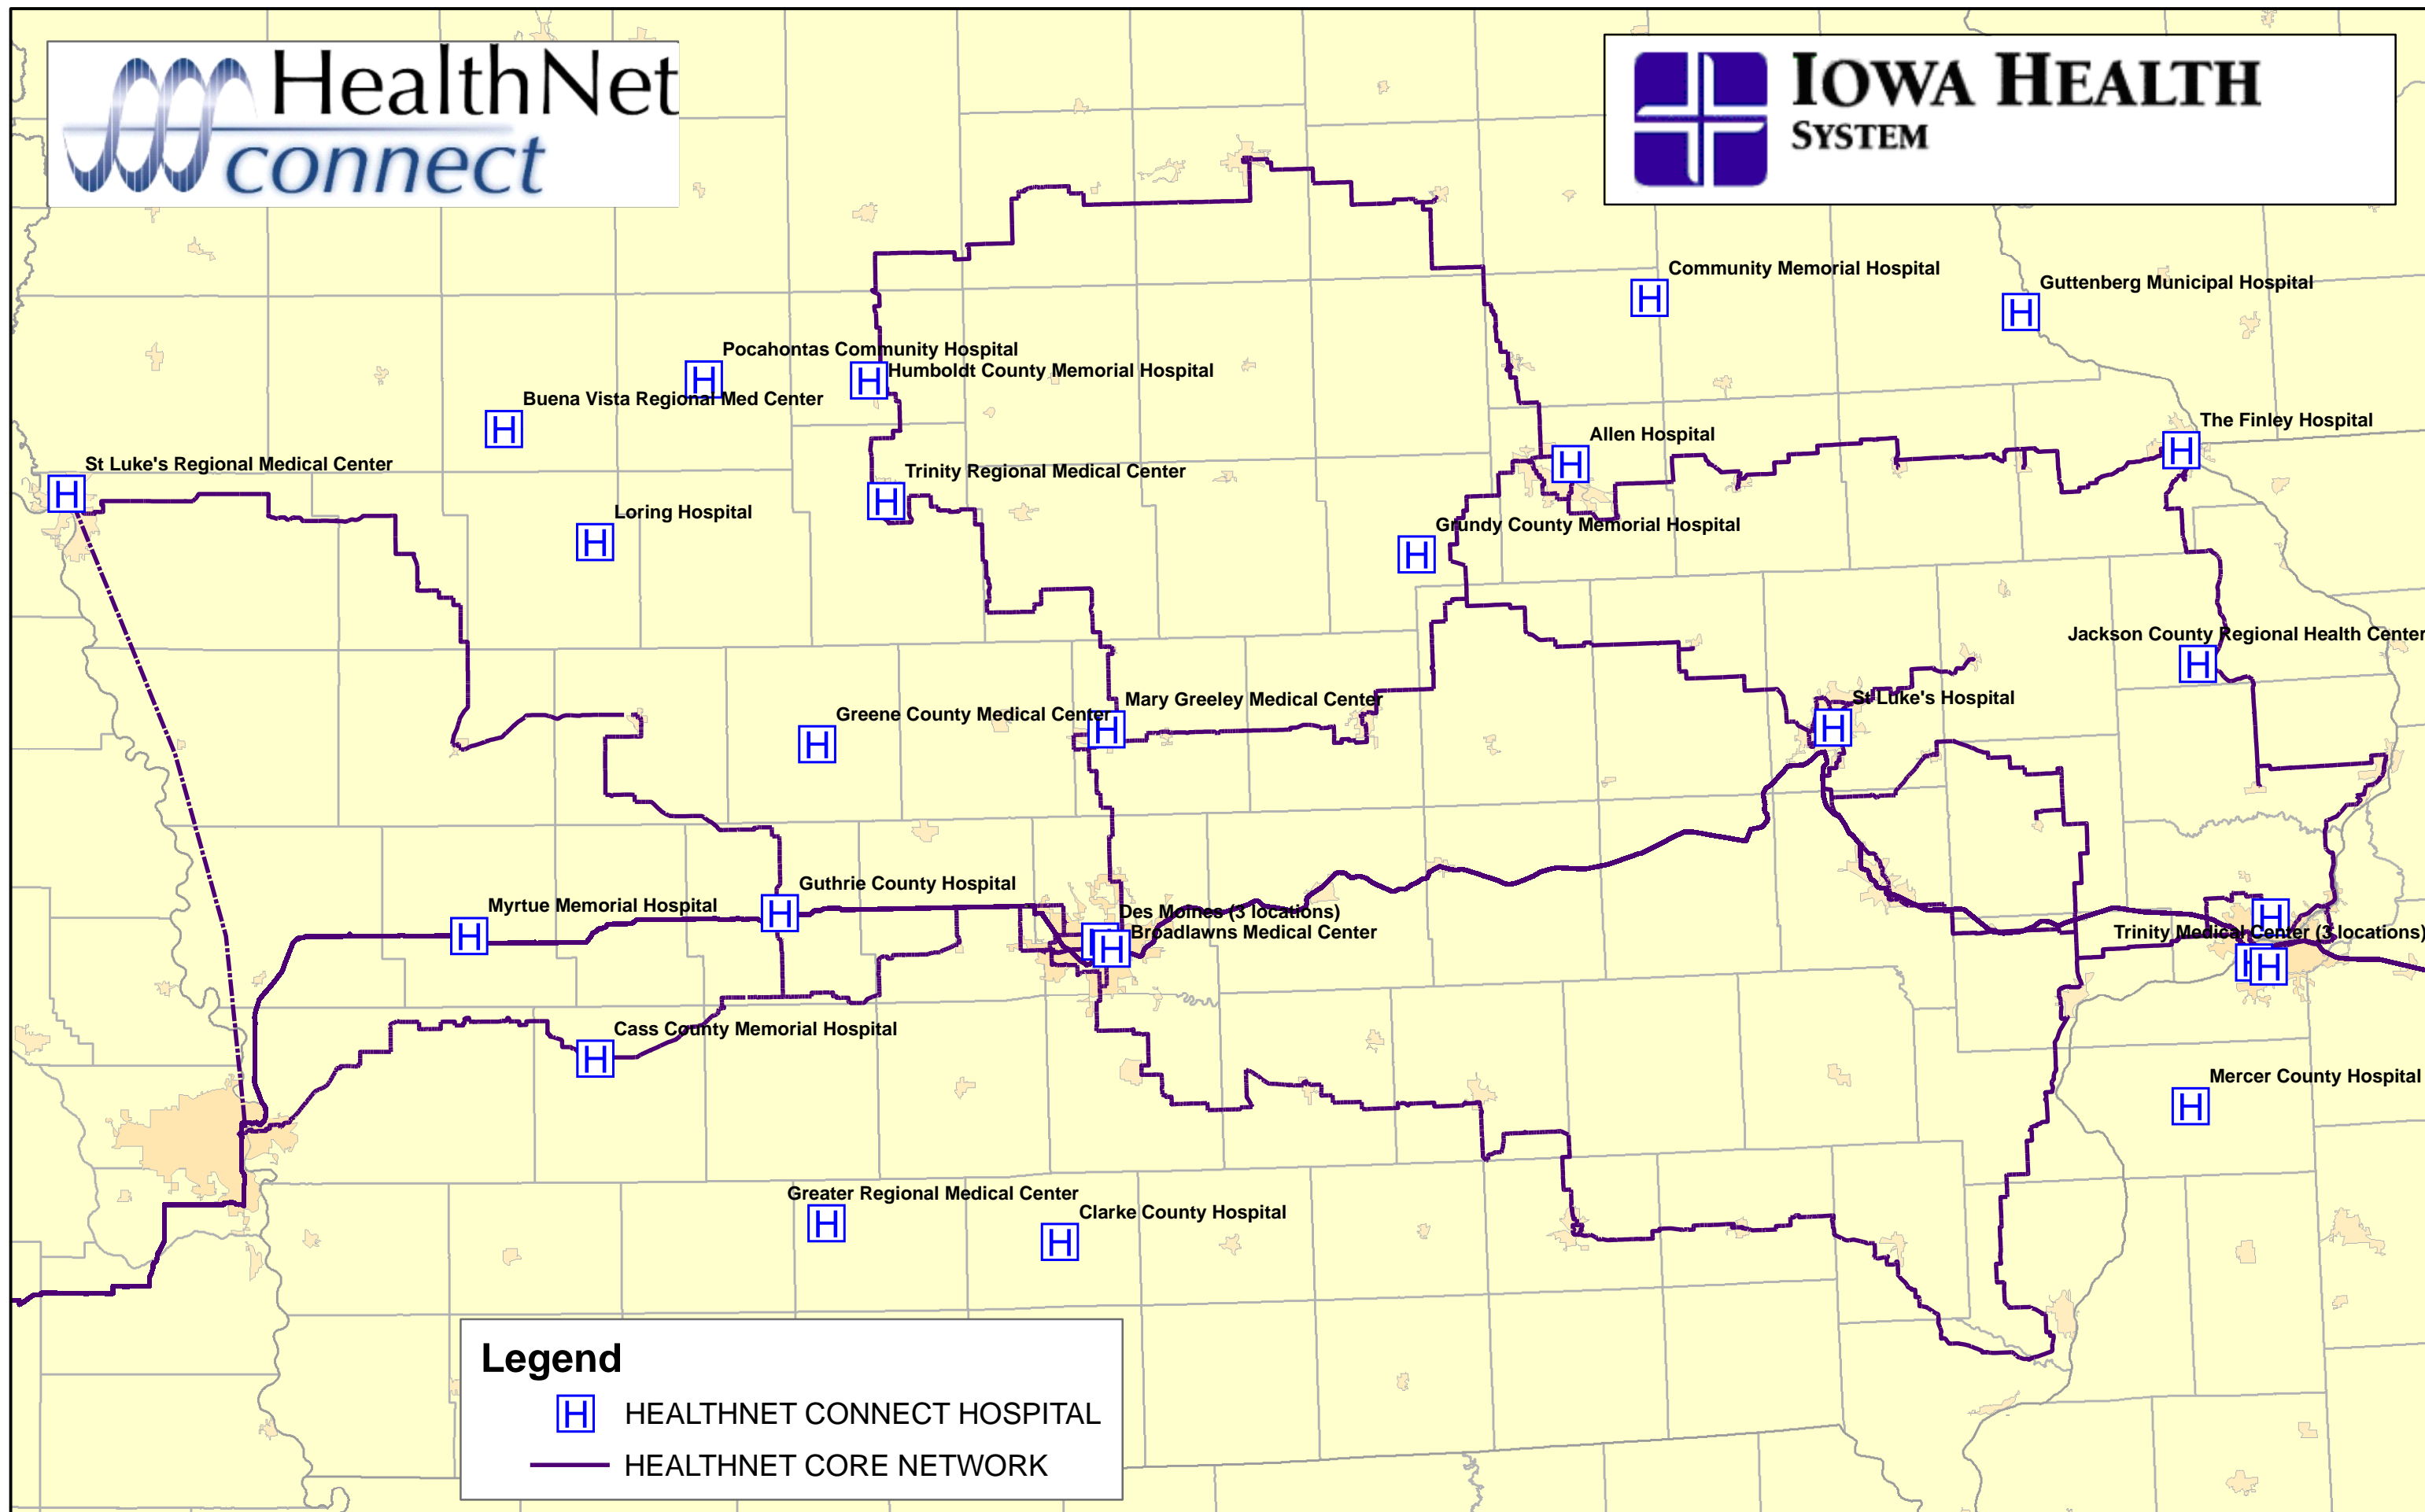 HealthNet
connect
IOWA HEALTH
SYSTEM
Community Memorial Hospital
Guttenberg Municipal Hospital
H
H
Pocahontas Community Hospital
H
H
Humboldt County Memorial Hospital
Buena Vista Regional Med Center
H
The Finley Hospital
H
Allen Hospital
H
St Luke's Regional Medical Center
H
Trinity Regional Medical Center
H
Loring Hospital
H
Grundy County Memorial Hospital
H
Jackson County Regional Health Center
H
Mary Greeley Medical Center
H
St Luke's Hospital
H
Greene County Medical Center
H
Guthrie County Hospital
H
Myrtue Memorial Hospital
H
Des Moines (3 locations)
Broadlawns Medical Center
H
H
Trinity Medical Center (3 locations)
H
H
H
Cass County Memorial Hospital
H
Mercer County Hospital
H
Greater Regional Medical Center
H
Clarke County Hospital
H
Legend
H HEALTHNET CONNECT HOSPITAL
HEALTHNET CORE NETWORK